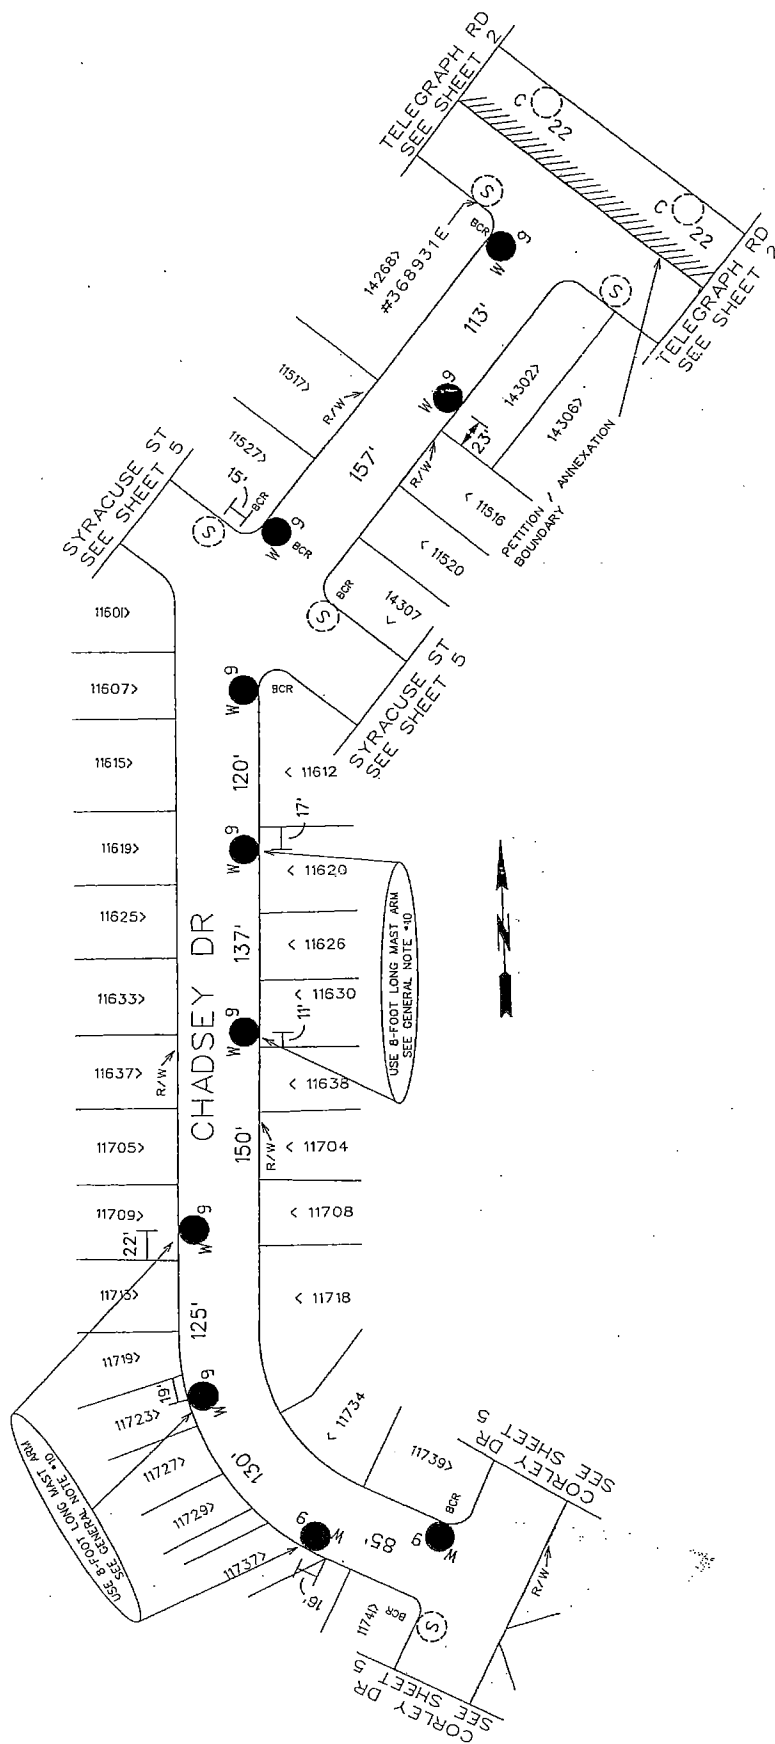 TELEGRAPH RD
SEE SHEET 2
C
22
C
22
TELEGRAPH RD
SEE SHEET 2
S
BCR
W 9
14268>
#368931E
113'
S
11517>
R/W
W 9
14302>
14306>
23'
R/W
157'
11527>
15'
BCR
S
W 9
BCR
< 11516
PETITION / ANNEXATION
BOUNDARY
< 11520
SYRACUSE ST
SEE SHEET 5
BCR
S
14307
<
11601>
SYRACUSE ST
SEE SHEET 5
11607>
W 9
BCR
11615>
120'
< 11612
17'
11619>
W 9
< 11620
USE 8-FOOT LONG MAST ARM
SEE GENERAL NOTE *10
11625>
CHADSEY DR
137'
< 11626
N
11633>
< 11630
W 9
11'
11637>
R/W
< 11638
11705>
150'
R/W
< 11704
11709>
W 9
< 11708
22'
11713>
125'
< 11718
11719>
19'
W 9
11723>
< 11734
USE 8-FOOT LONG MAST ARM
SEE GENERAL NOTE *10
11727>
130'
11739>
CORLEY DR
SEE SHEET 5
11729>
BCR
W 9
85'
W 9
11737>
16'
R/W
11741>
BCR
S
CORLEY DR
SEE SHEET 5